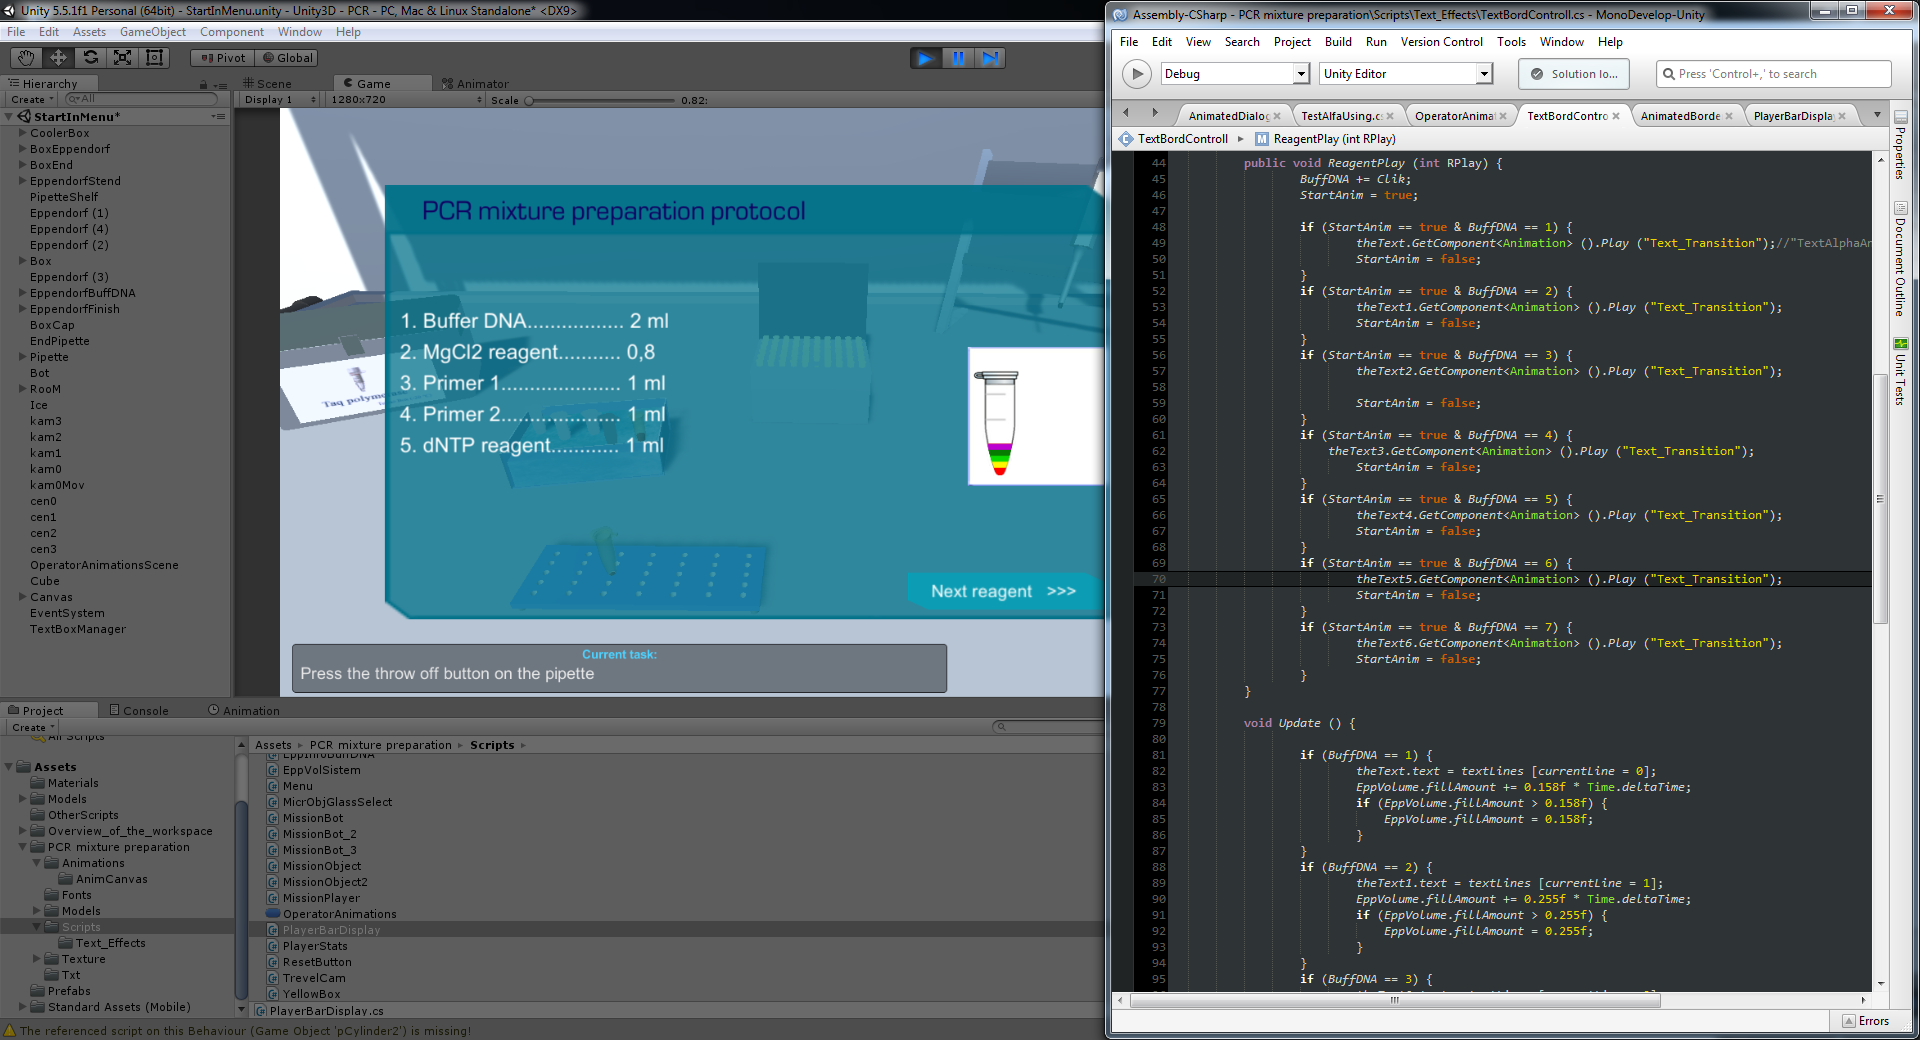 Unity 5.5.1f1 Personal (64bit) - StartInMenu.unity - Unity3D - PCR - PC, Mac & Linux Standalone* <DX9>
File Edit Assets GameObject Component Window Help
Pivot Global
Hierarchy
Create All
StartInMenu*
CoolerBox
BoxEppendorf
BoxEnd
EppendorfStend
PipetteShelf
Eppendorf (1)
Eppendorf (4)
Eppendorf (2)
Box
Eppendorf (3)
EppendorfBuffDNA
EppendorfFinish
BoxCap
EndPipette
Pipette
Bot
RooM
Ice
kam3
kam2
kam1
kam0
kam0Mov
cen0
cen1
cen2
cen3
OperatorAnimationsScene
Cube
Canvas
EventSystem
TextBoxManager
Scene Game Animator
Display 1 1280x720 Scale 0.82:
PCR mixture preparation protocol
1. Buffer DNA................. 2 ml
2. MgCl2 reagent........... 0,8
3. Primer 1..................... 1 ml
4. Primer 2..................... 1 ml
5. dNTP reagent............ 1 ml
Next reagent >>>
Current task:
Press the throw off button on the pipette
Project Console Animation
Create
All Scripts
Assets
Materials
Models
OtherScripts
Overview_of_the_workspace
PCR mixture preparation
Animations
AnimCanvas
Fonts
Models
Scripts
Text_Effects
Texture
Txt
Prefabs
Standard Assets (Mobile)
Assets PCR mixture preparation Scripts
EppInfoBuffDNA
EppVolSistem
Menu
MicrObjGlassSelect
MissionBot
MissionBot_2
MissionBot_3
MissionObject
MissionObject2
MissionPlayer
OperatorAnimations
PlayerBarDisplay
PlayerStats
ResetButton
TrevelCam
YellowBox
PlayerBarDisplay.cs
The referenced script on this Behaviour (Game Object 'pCylinder2') is missing!
Assembly-CSharp - PCR mixture preparation\Scripts\Text_Effects\TextBordControll.cs - MonoDevelop-Unity
File Edit View Search Project Build Run Version Control Tools Window Help
Debug Unity Editor Solution lo... Press 'Control+,' to search
AnimatedDialog TestAlfaUsing.c OperatorAnimat TextBordContro AnimatedBorde PlayerBarDispla
TextBordControll ReagentPlay (int RPlay)
44 public void ReagentPlay (int RPlay) {
45 BuffDNA += Clik;
46 StartAnim = true;
47
48 if (StartAnim == true & BuffDNA == 1) {
49 theText.GetComponent<Animation> ().Play ("Text_Transition");//"TextAlphaAn
50 StartAnim = false;
51 }
52 if (StartAnim == true & BuffDNA == 2) {
53 theText1.GetComponent<Animation> ().Play ("Text_Transition");
54 StartAnim = false;
55 }
56 if (StartAnim == true & BuffDNA == 3) {
57 theText2.GetComponent<Animation> ().Play ("Text_Transition");
58
59 StartAnim = false;
60 }
61 if (StartAnim == true & BuffDNA == 4) {
62 theText3.GetComponent<Animation> ().Play ("Text_Transition");
63 StartAnim = false;
64 }
65 if (StartAnim == true & BuffDNA == 5) {
66 theText4.GetComponent<Animation> ().Play ("Text_Transition");
67 StartAnim = false;
68 }
69 if (StartAnim == true & BuffDNA == 6) {
70 theText5.GetComponent<Animation> ().Play ("Text_Transition");
71 StartAnim = false;
72 }
73 if (StartAnim == true & BuffDNA == 7) {
74 theText6.GetComponent<Animation> ().Play ("Text_Transition");
75 StartAnim = false;
76 }
77 }
78
79 void Update () {
80
81 if (BuffDNA == 1) {
82 theText.text = textLines [currentLine = 0];
83 EppVolume.fillAmount += 0.158f * Time.deltaTime;
84 if (EppVolume.fillAmount > 0.158f) {
85 EppVolume.fillAmount = 0.158f;
86 }
87 }
88 if (BuffDNA == 2) {
89 theText1.text = textLines [currentLine = 1];
90 EppVolume.fillAmount += 0.255f * Time.deltaTime;
91 if (EppVolume.fillAmount > 0.255f) {
92 EppVolume.fillAmount = 0.255f;
93 }
94 }
95 if (BuffDNA == 3) {
Properties
Document Outline
Unit Tests
Errors